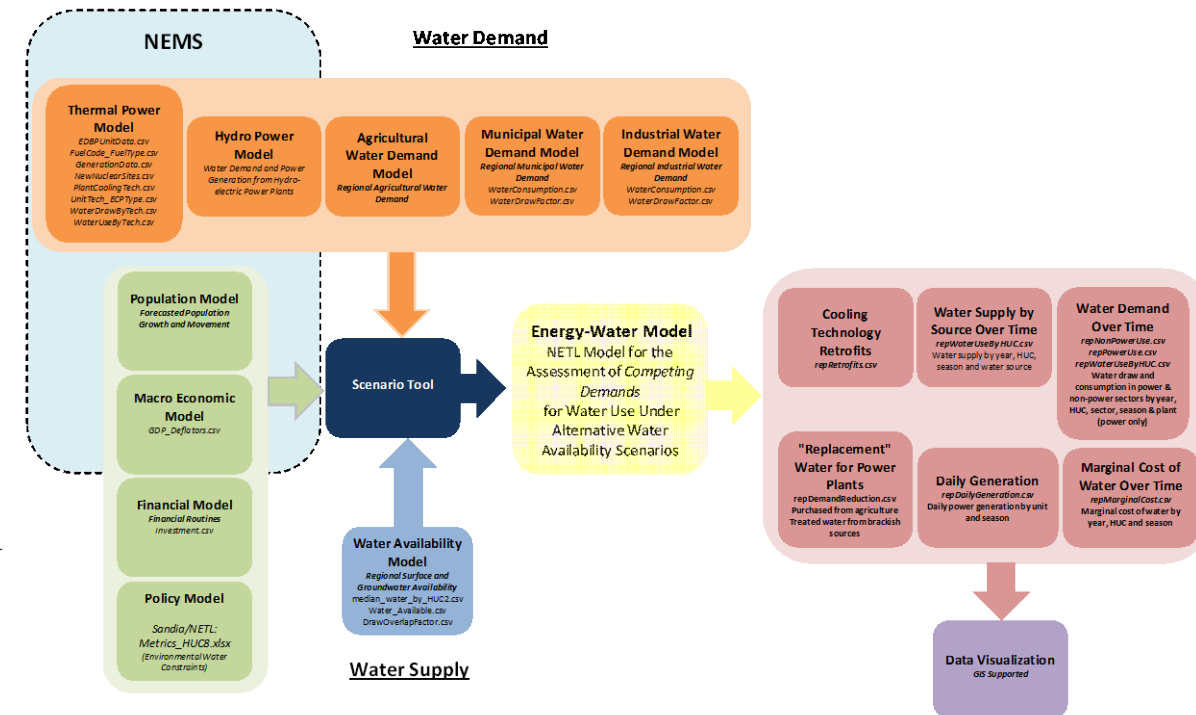 NEMS
Water Demand
Thermal Power
Model
EDBPUnitData.csv
FuelCode_FuelType.csv
GenerationData.csv
NewNuclearSites.csv
PlantCoolingTech.csv
UnitTech_ECPType.csv
WaterDrawByTech.csv
WaterUseByTech.csv
Hydro Power
Model
Water Demand and Power
Generation from Hydro-
electric Power Plants
Agricultural
Water Demand
Model
Regional Agricultural Water
Demand
Municipal Water
Demand Model
Regional Municipal Water
Demand
WaterConsumption.csv
WaterDrawFactor.csv
Industrial Water
Demand Model
Regional Industrial Water
Demand
WaterConsumption.csv
WaterDrawFactor.csv
Population Model
Forecasted Population
Growth and Movement
Macro Economic
Model
GDP_Deflators.csv
Financial Model
Financial Routines
Investment.csv
Policy Model
Sandia/NETL:
Metrics_HUC8.xlsx
(Environmental Water
Constraints)
Scenario Tool
Water Availability
Model
Regional Surface and
Groundwater Availability
median_water_by_HUC2.csv
Water_Available.csv
DrawOverlapFactor.csv
Water Supply
Energy-Water Model
NETL Model for the
Assessment of Competing
Demands
for Water Use Under
Alternative Water
Availability Scenarios
Cooling
Technology
Retrofits
repRetrofits.csv
Water Supply by
Source Over Time
repWaterUseBy HUC.csv
Water supply by year, HUC,
season and water source
Water Demand
Over Time
repNonPowerUse.csv
repPowerUse.csv
repWaterUseByHUC.csv
Water draw and
consumption in power &
non-power sectors by year,
HUC, sector, season & plant
(power only)
"Replacement"
Water for Power
Plants
repDemandReduction.csv
Purchased from agriculture
Treated water from brackish
sources
Daily Generation
repDailyGeneration.csv
Daily power generation by unit
and season
Marginal Cost of
Water Over Time
repMarginalCost.csv
Marginal cost of water by
year, HUC and season
Data Visualization
GIS Supported